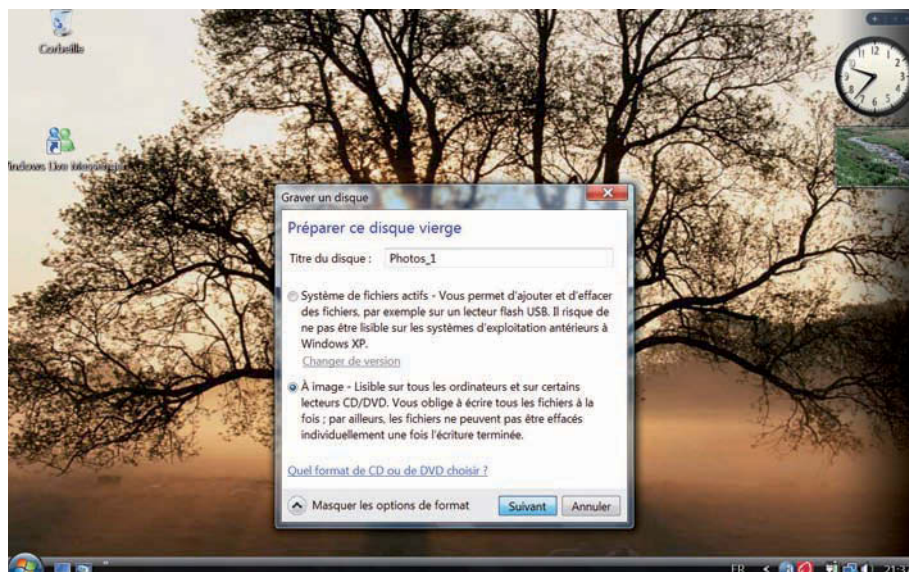 Corbeille
Graver un disque
Préparer ce disque vierge
Titre du disque : Photos_1
Système de fichiers actifs - Vous permet d'ajouter et d'effacer
des fichiers, par exemple sur un lecteur flash USB. Il risque de
ne pas être lisible sur les systèmes d'exploitation antérieurs à
Windows XP.
Changer de version
À image - Lisible sur tous les ordinateurs et sur certains
lecteurs CD/DVD. Vous oblige à écrire tous les fichiers à la
fois ; par ailleurs, les fichiers ne peuvent pas être effacés
individuellement une fois l'écriture terminée.
Quel format de CD ou de DVD choisir ?
Masquer les options de format Suivant Annuler
FR